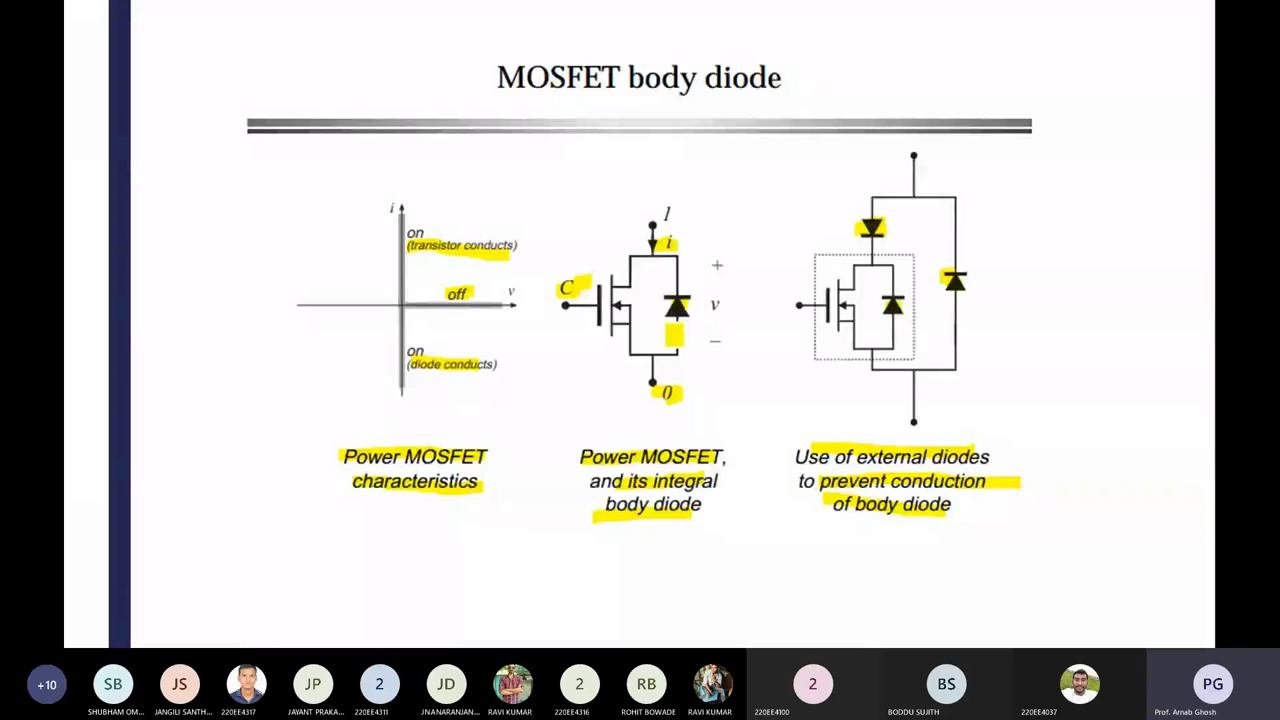 MOSFET body diode
i
on
(transistor conducts)
off
v
on
(diode conducts)
1
i
C
+
v
–
0
Power MOSFET
characteristics
Power MOSFET,
and its integral
body diode
Use of external diodes
to prevent conduction
of body diode
+10
SB
JS
JP
2
JD
2
RB
2
BS
PG
SHUBHAM OM...
JANGILI SANTH...
220EE4317
JAYANT PRAKA...
220EE4311
JNANARANJAN...
RAVI KUMAR
220EE4316
ROHIT BOWADE
RAVI KUMAR
220EE4100
BODDU SUJITH
220EE4037
Prof. Arnab Ghosh